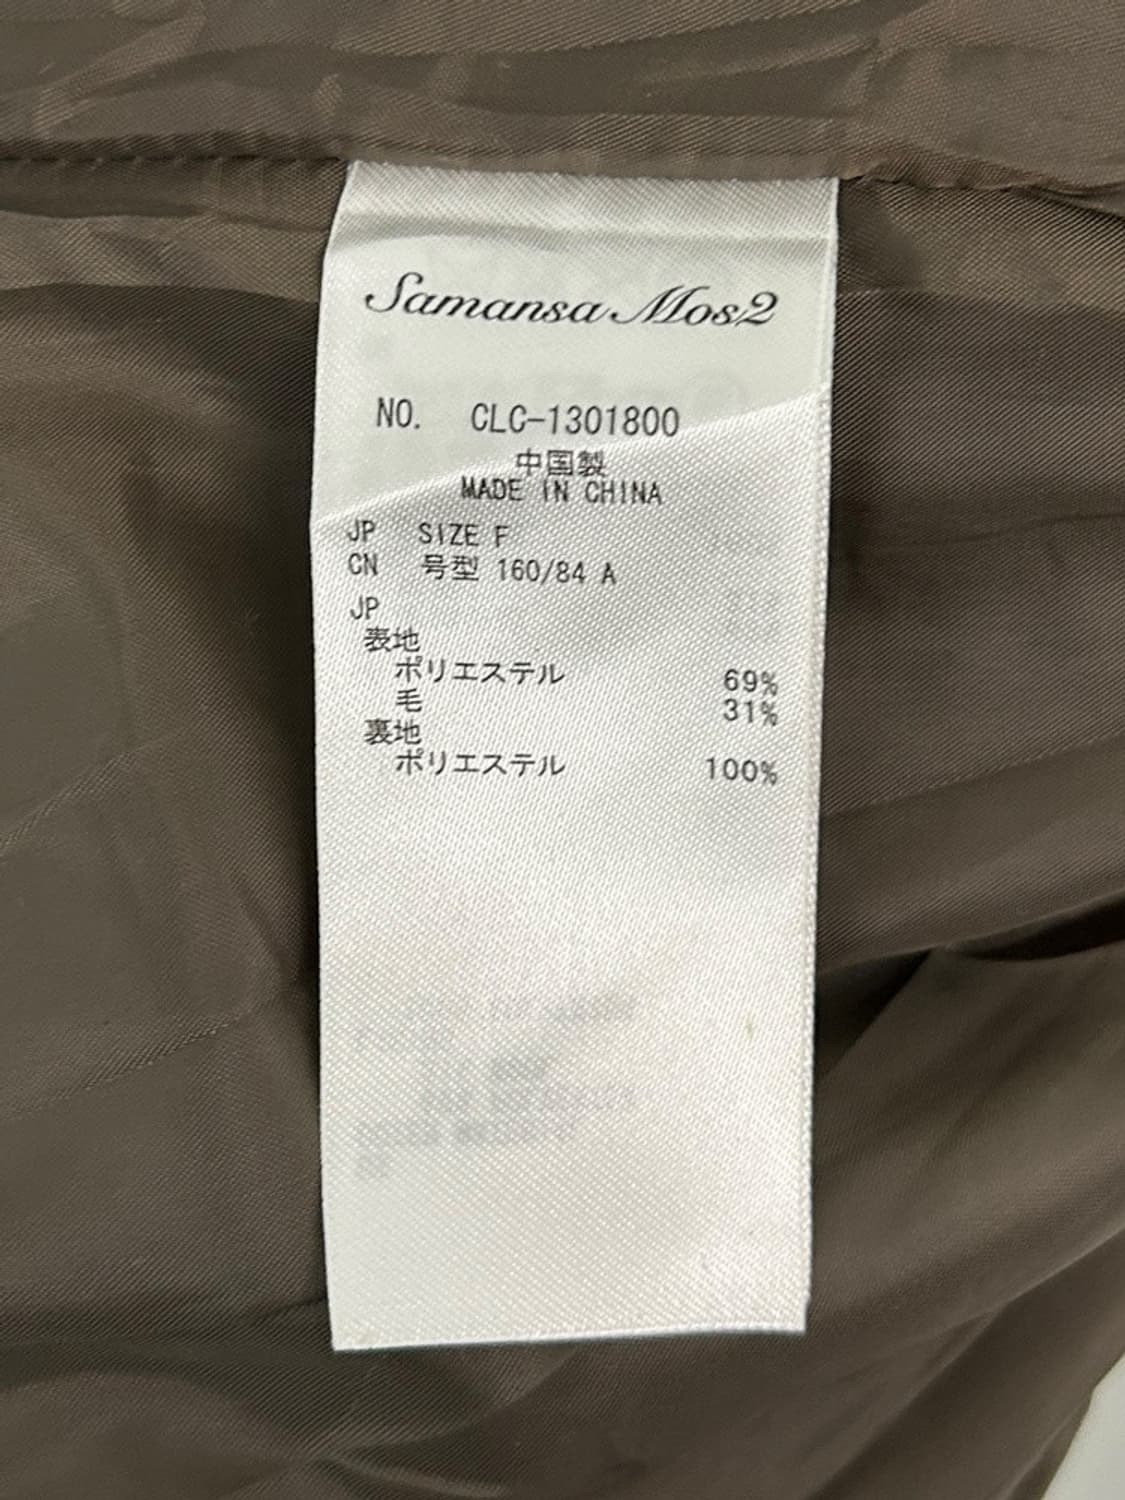 Samansa Mos2
NO. CLC-1301800
中国製
MADE IN CHINA
JP SIZE F
CN 号型 160/84 A
JP
表地
ポリエステル 69%
毛 31%
裏地
ポリエステル 100%